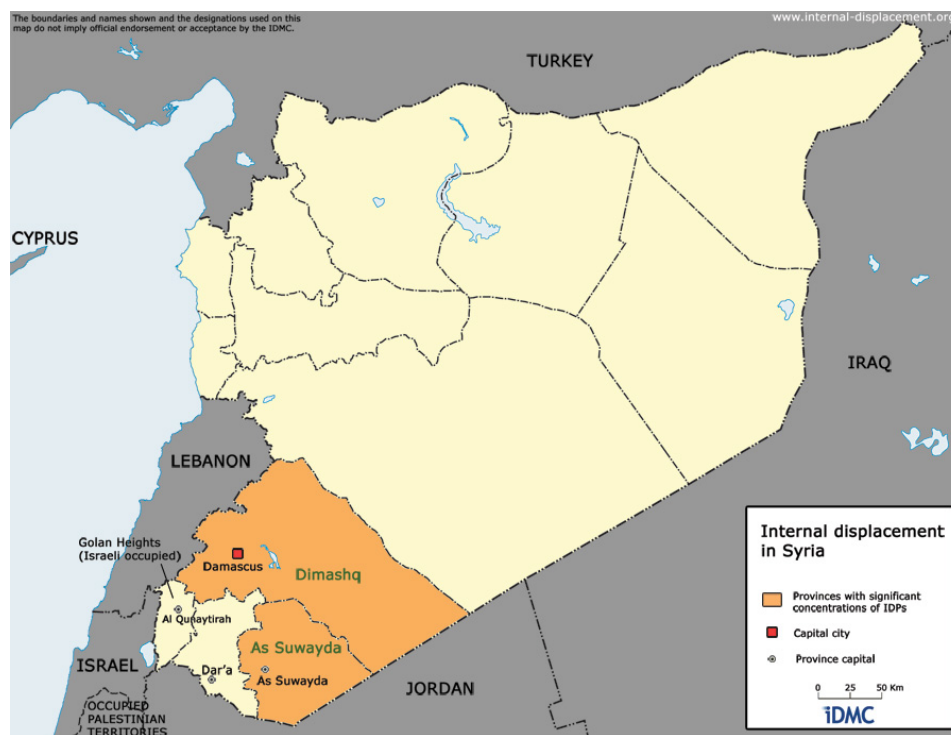 The boundaries and names shown and the designations used on this
map do not imply official endorsement or acceptance by the IDMC.
www.internal-displacement.org
TURKEY
CYPRUS
IRAQ
LEBANON
Golan Heights
(Israeli occupied)
Damascus
Dimashq
Al Qunaytirah
As Suwayda
Dar'a
As Suwayda
ISRAEL
JORDAN
OCCUPIED
PALESTINIAN
TERRITORIES
Internal displacement
in Syria
Provinces with significant
concentrations of IDPs
Capital city
Province capital
0 25 50 Km
iDMC